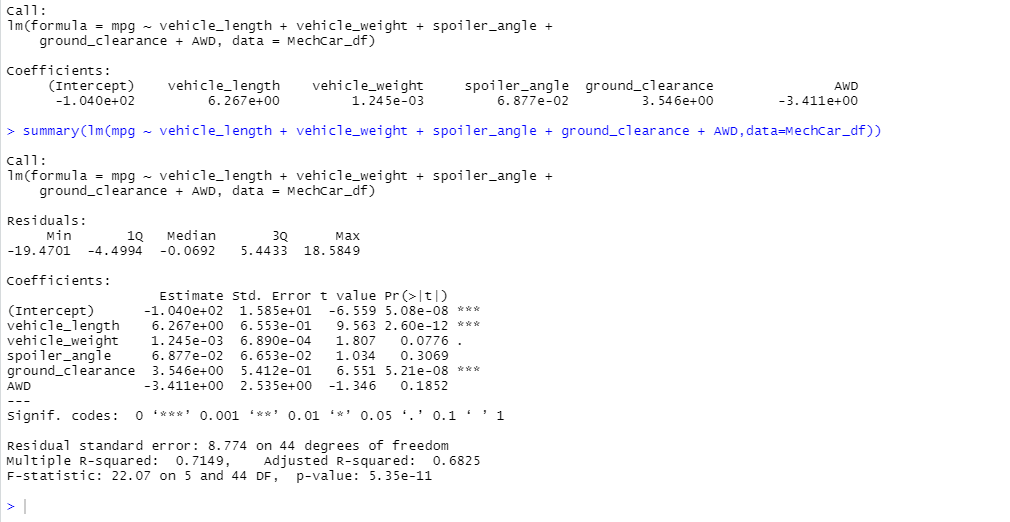 Call:
lm(formula = mpg ~ vehicle_length + vehicle_weight + spoiler_angle +
    ground_clearance + AWD, data = MechCar_df)

Coefficients:
     (Intercept)    vehicle_length    vehicle_weight     spoiler_angle  ground_clearance               AWD
      -1.040e+02         6.267e+00         1.245e-03         6.877e-02         3.546e+00        -3.411e+00

> summary(lm(mpg ~ vehicle_length + vehicle_weight + spoiler_angle + ground_clearance + AWD,data=MechCar_df))

Call:
lm(formula = mpg ~ vehicle_length + vehicle_weight + spoiler_angle +
    ground_clearance + AWD, data = MechCar_df)

Residuals:
     Min       1Q   Median       3Q      Max
-19.4701  -4.4994  -0.0692   5.4433  18.5849

Coefficients:
                   Estimate Std. Error t value Pr(>|t|)
(Intercept)      -1.040e+02  1.585e+01  -6.559 5.08e-08 ***
vehicle_length    6.267e+00  6.553e-01   9.563 2.60e-12 ***
vehicle_weight    1.245e-03  6.890e-04   1.807   0.0776 .
spoiler_angle     6.877e-02  6.653e-02   1.034   0.3069
ground_clearance  3.546e+00  5.412e-01   6.551 5.21e-08 ***
AWD              -3.411e+00  2.535e+00  -1.346   0.1852
---
Signif. codes:  0 ‘***’ 0.001 ‘**’ 0.01 ‘*’ 0.05 ‘.’ 0.1 ‘ ’ 1

Residual standard error: 8.774 on 44 degrees of freedom
Multiple R-squared:  0.7149,    Adjusted R-squared:  0.6825
F-statistic: 22.07 on 5 and 44 DF,  p-value: 5.35e-11

>